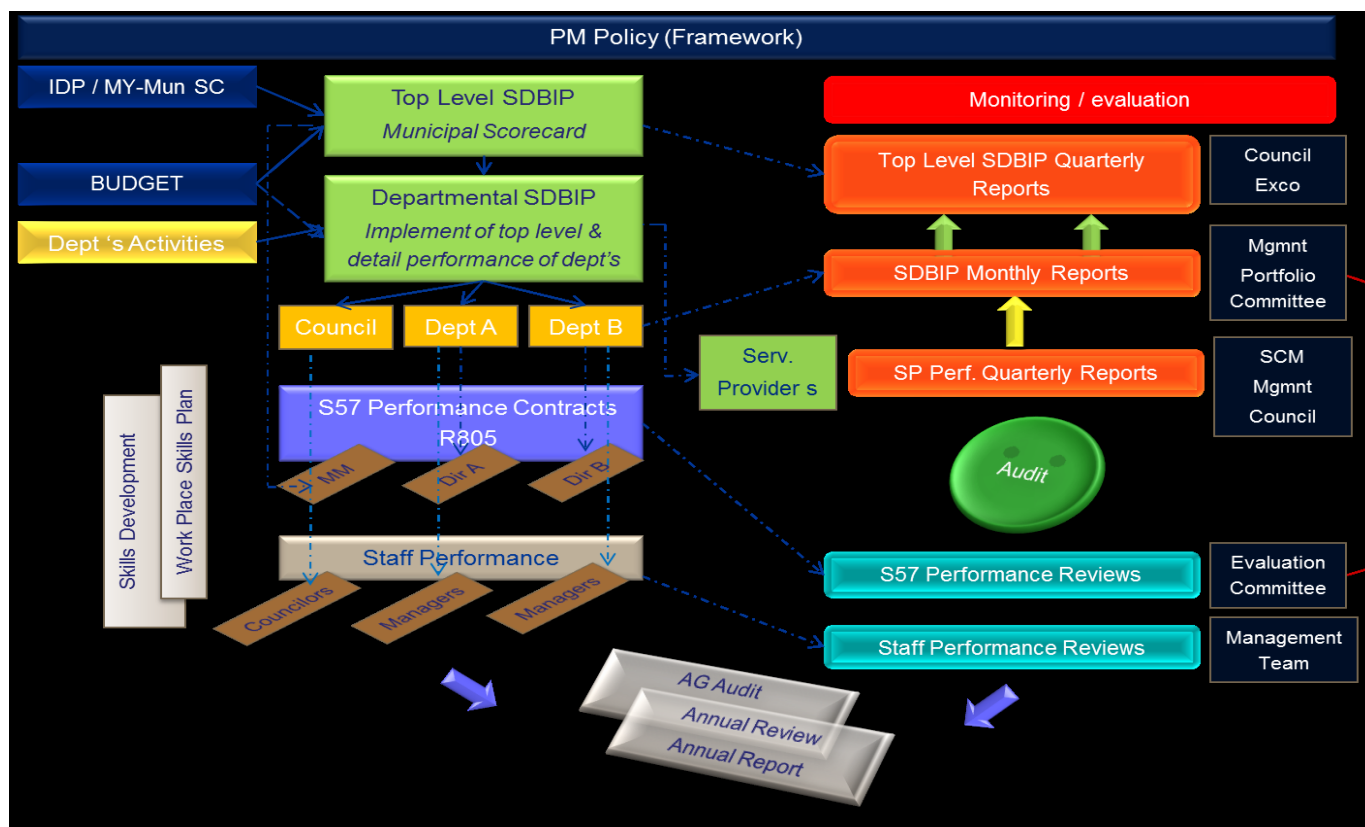 PM Policy (Framework)
IDP / MY-Mun SC
BUDGET
Dept 's Activities
Top Level SDBIP
Municipal Scorecard
Departmental SDBIP
Implement of top level &
detail performance of dept's
Council
Dept A
Dept B
S57 Performance Contracts
R805
MM
Dir A
Dir B
Staff Performance
Councilors
Managers
Managers
Skills Development
Work Place Skills Plan
Serv.
Provider s
Monitoring / evaluation
Top Level SDBIP Quarterly
Reports
Council
Exco
SDBIP Monthly Reports
Mgmnt
Portfolio
Committee
SP Perf. Quarterly Reports
SCM
Mgmnt
Council
Audit
S57 Performance Reviews
Evaluation
Committee
Staff Performance Reviews
Management
Team
AG Audit
Annual Review
Annual Report